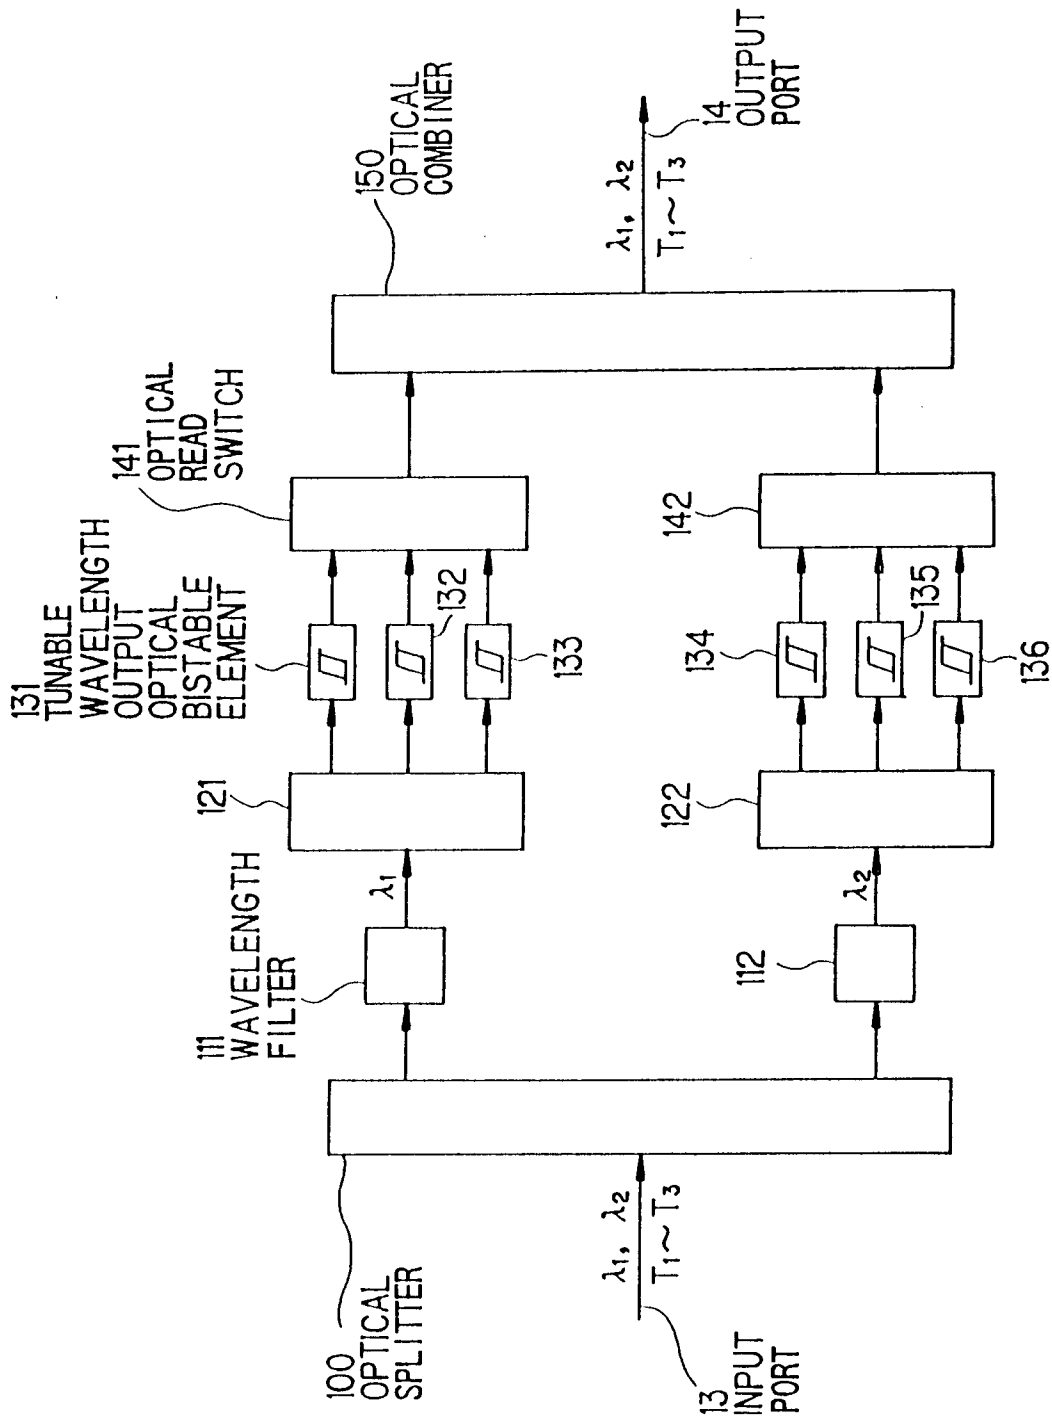 13
INPUT
PORT
λ1, λ2
T1～T3
100
OPTICAL
SPLITTER
111
WAVELENGTH
FILTER
112
λ1
λ2
121
122
131
TUNABLE
WAVELENGTH
OUTPUT
OPTICAL
BISTABLE
ELEMENT
132
133
134
135
136
141
OPTICAL
READ
SWITCH
142
150
OPTICAL
COMBINER
λ1, λ2
T1～T3
14
OUTPUT
PORT